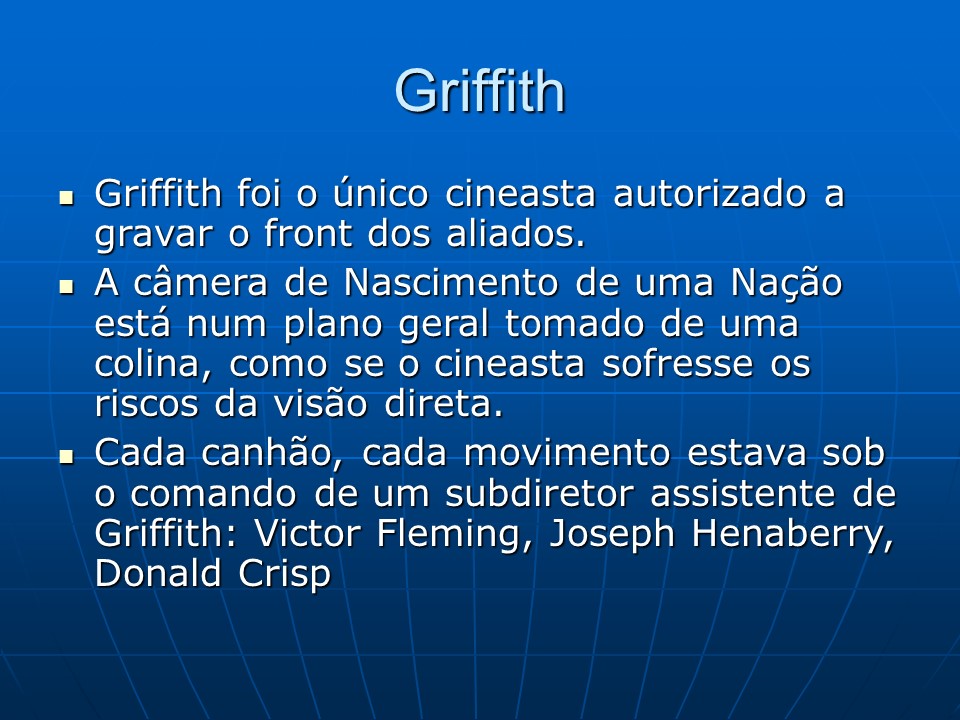 Griffith
Griffith foi o único cineasta autorizado a
gravar o front dos aliados.
A câmera de Nascimento de uma Nação
está num plano geral tomado de uma
colina, como se o cineasta sofresse os
riscos da visão direta.
Cada canhão, cada movimento estava sob
o comando de um subdiretor assistente de
Griffith: Victor Fleming, Joseph Henaberry,
Donald Crisp